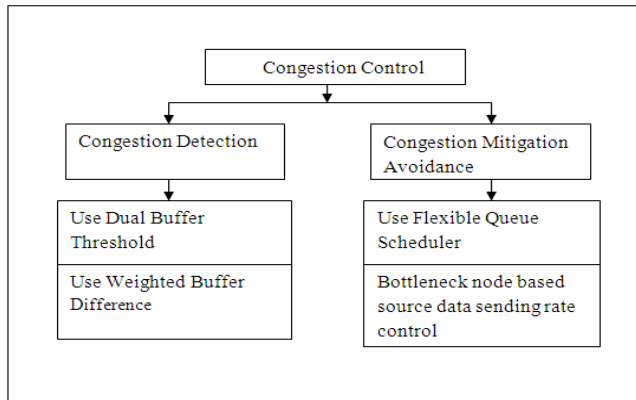 Congestion Control
Congestion Detection
Congestion Mitigation
Avoidance
Use Dual Buffer
Threshold
Use Weighted Buffer
Difference
Use Flexible Queue
Scheduler
Bottleneck node based
source data sending rate
control